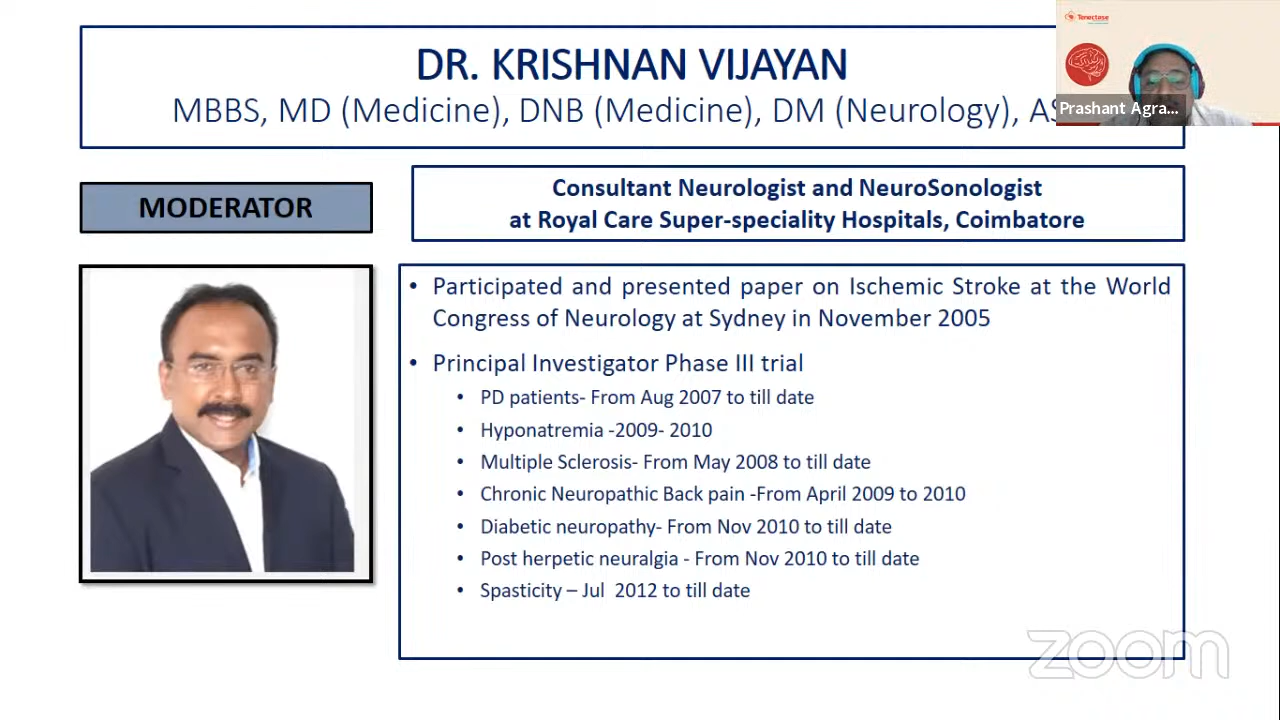 DR. KRISHNAN VIJAYAN
MBBS, MD (Medicine), DNB (Medicine), DM (Neurology),
Tenectase
Prashant Agra...
MODERATOR
Consultant Neurologist and NeuroSonologist
at Royal Care Super-speciality Hospitals, Coimbatore
• Participated and presented paper on Ischemic Stroke at the World
Congress of Neurology at Sydney in November 2005
• Principal Investigator Phase III trial
• PD patients- From Aug 2007 to till date
• Hyponatremia -2009- 2010
• Multiple Sclerosis- From May 2008 to till date
• Chronic Neuropathic Back pain -From April 2009 to 2010
• Diabetic neuropathy- From Nov 2010 to till date
• Post herpetic neuralgia - From Nov 2010 to till date
• Spasticity – Jul 2012 to till date
zoom